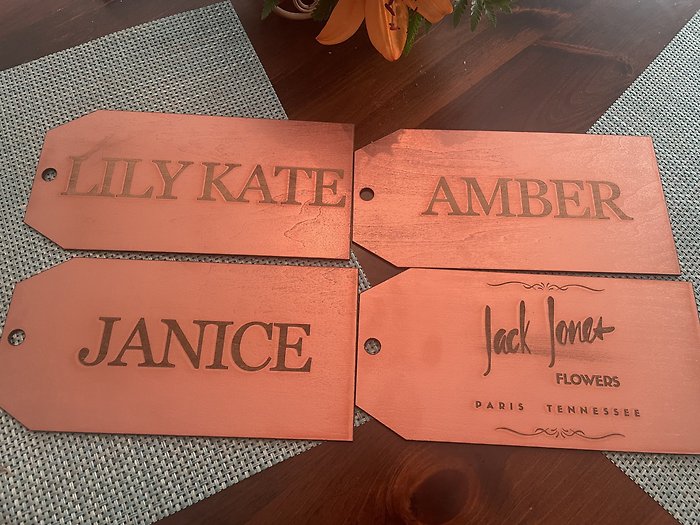 LILY KATE
AMBER
JANICE
Jack Jones
FLOWERS
PARIS TENNESSEE